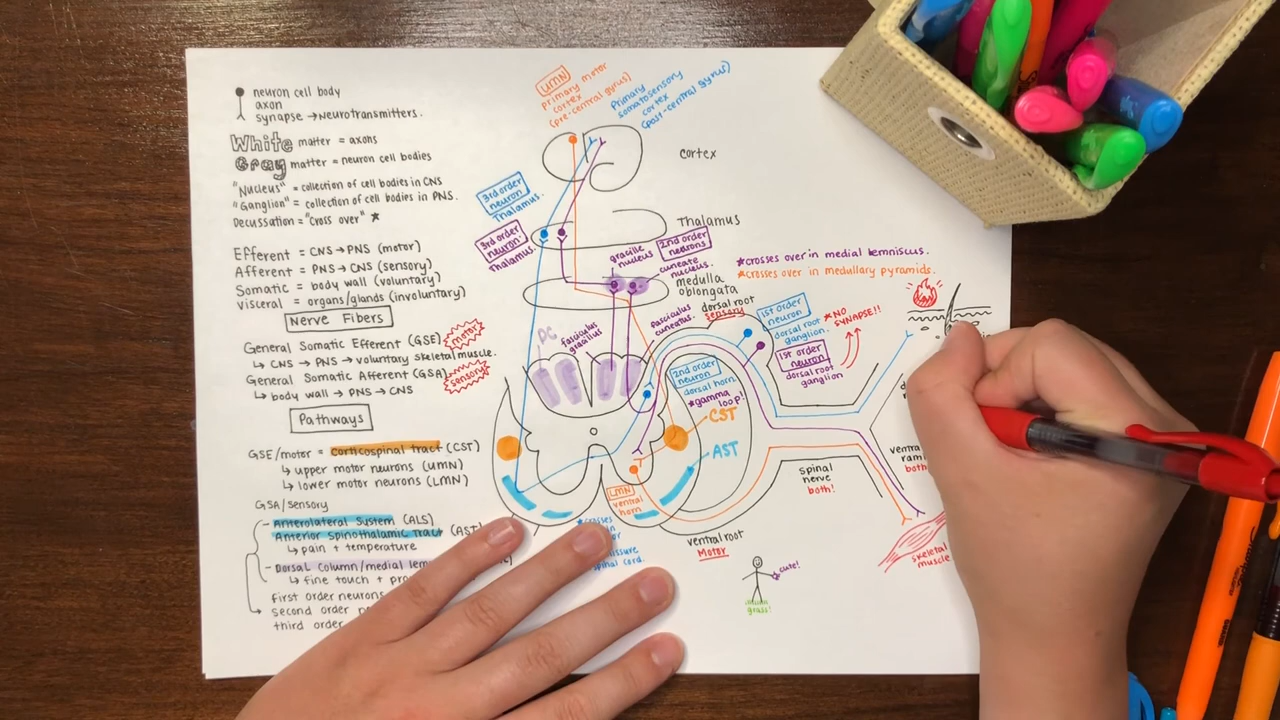 neuron cell body
axon
synapse → neurotransmitters.
White matter = axons
Gray matter = neuron cell bodies
"Nucleus" = collection of cell bodies in CNS
"Ganglion" = collection of cell bodies in PNS.
Decussation = "cross over" ★
Efferent = CNS → PNS (motor)
Afferent = PNS → CNS (sensory)
Somatic = body wall (voluntary)
visceral = organs/glands (involuntary)
Nerve Fibers
General Somatic Efferent (GSE) motor
↳ CNS → PNS → voluntary skeletal muscle.
General Somatic Afferent (GSA) sensory
↳ body wall → PNS → CNS
Pathways
GSE/motor = corticospinal tract (CST)
↳ upper motor neurons (UMN)
↳ lower motor neurons (LMN)
GSA/sensory
- Anterolateral System (ALS)
Anterior Spinothalamic Tract (AST
↳ pain + temperature
- Dorsal column/medial
↳ fine touch +
first order neurons
second order
third order
UMN
primary motor
cortex
(pre-central gyrus)
Primary
somatosensory
cortex
(post-central gyrus)
cortex
3rd order
neuron
Thalamus.
Thalamus
3rd order
neuron.
Thalamus.
gracile
nucleus
2nd order
neurons
cuneate
nucleus.
medulla
oblongata
★crosses over in medial lemniscus.
★crosses over in medullary pyramids.
DC
fasciculus
gracilus
fasciculus
cuneatus.
dorsal root
sensory
1st order
neuron
dorsal root
ganglion.
1st order
neuron
dorsal root
ganglion
★NO
SYNAPSE!!
2nd order
neuron
dorsal horn.
★gamma
loop!
CST
AST
LMN
ventral
horn.
ventral root
Motor
spinal
nerve
both!
both
skeletal
muscle
spinal cord.
cute!
grass!